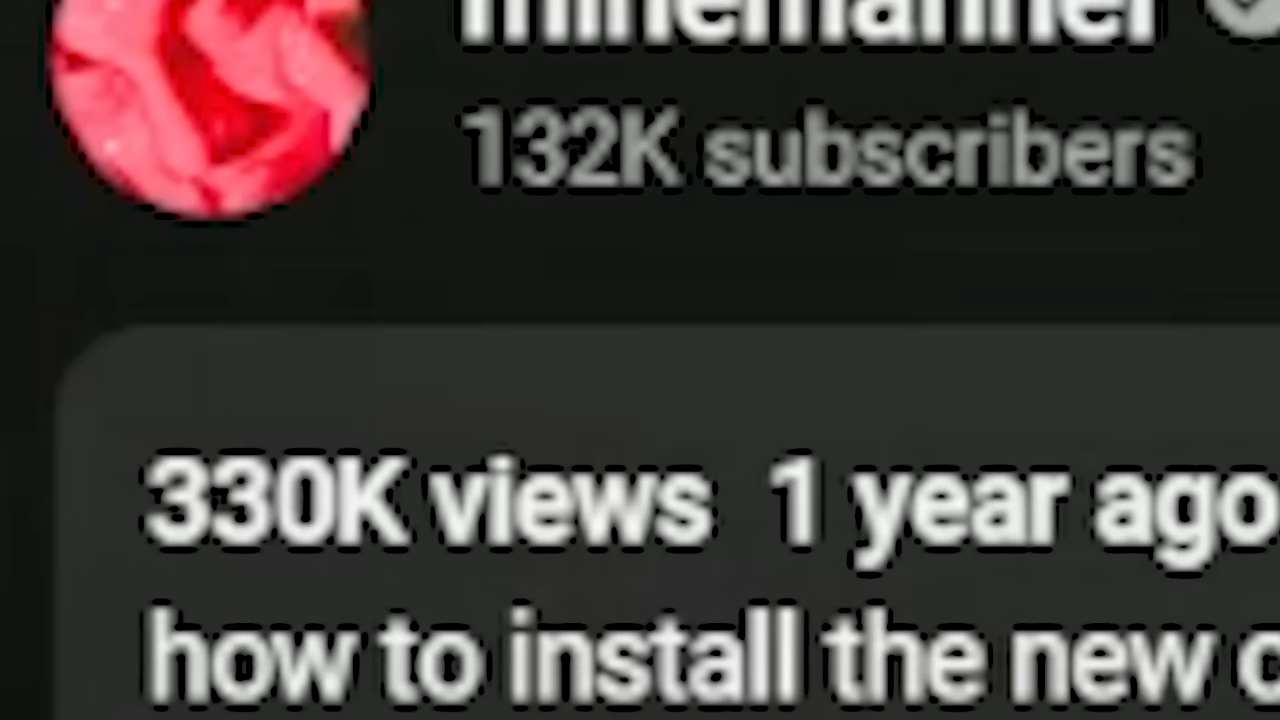 132K subscribers
330K views 1 year ago
how to install the new